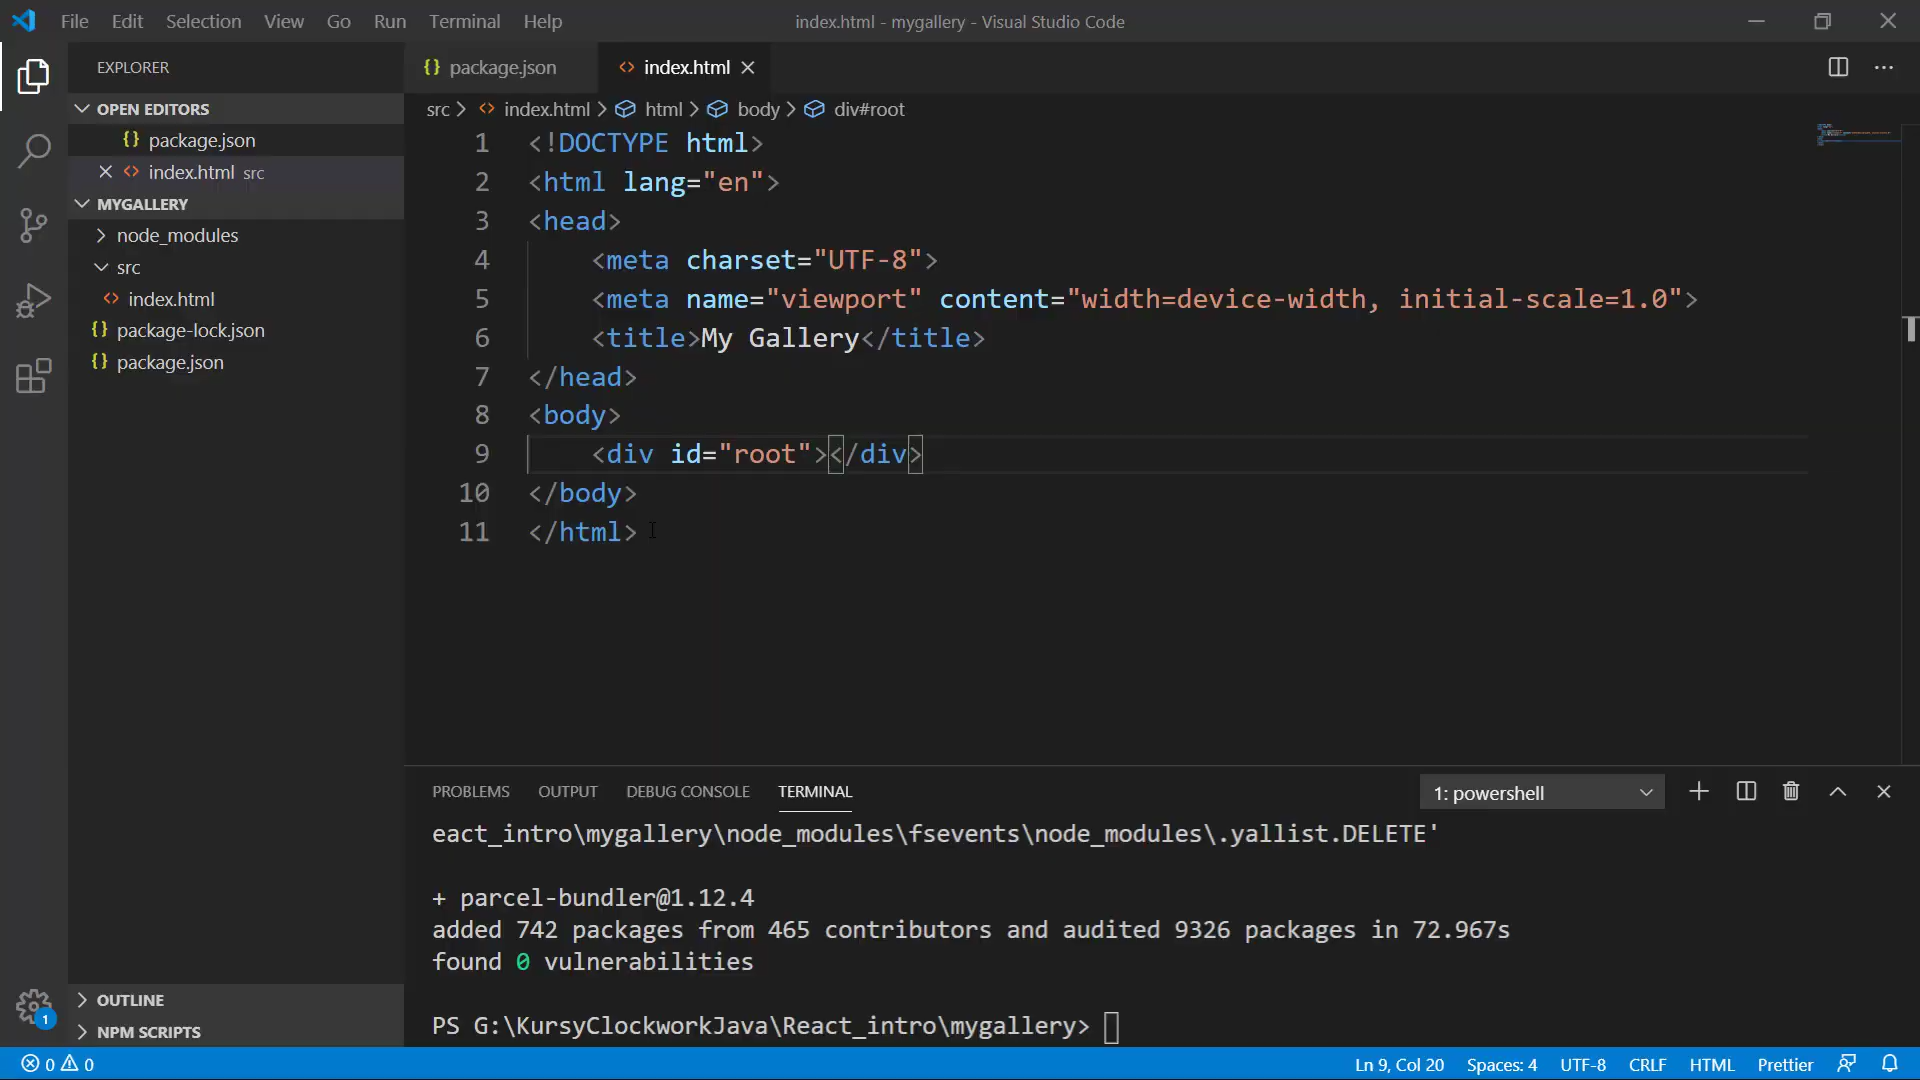 File Edit Selection View Go Run Terminal Help
index.html - mygallery - Visual Studio Code
EXPLORER
OPEN EDITORS
{} package.json
<> index.html src
MYGALLERY
node_modules
src
<> index.html
{} package-lock.json
{} package.json
OUTLINE
NPM SCRIPTS
{} package.json <> index.html
src > <> index.html > html > body > div#root
1 <!DOCTYPE html>
2 <html lang="en">
3 <head>
4     <meta charset="UTF-8">
5     <meta name="viewport" content="width=device-width, initial-scale=1.0">
6     <title>My Gallery</title>
7 </head>
8 <body>
9     <div id="root"></div>
10 </body>
11 </html>
PROBLEMS OUTPUT DEBUG CONSOLE TERMINAL
1: powershell
eact_intro\mygallery\node_modules\fsevents\node_modules\.yallist.DELETE'
+ parcel-bundler@1.12.4
added 742 packages from 465 contributors and audited 9326 packages in 72.967s
found 0 vulnerabilities
PS G:\KursyClockworkJava\React_intro\mygallery>
1
0 0
Ln 9, Col 20 Spaces: 4 UTF-8 CRLF HTML Prettier